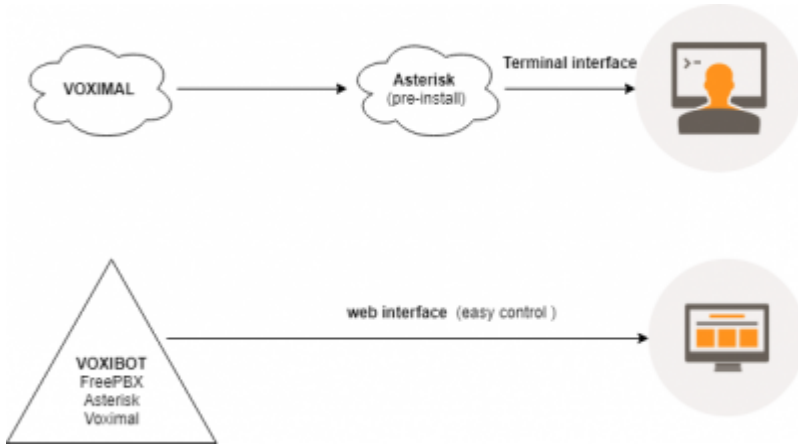 VOXIMAL
Asterisk
(pre-install)
Terminal interface
>-
web interface (easy control )
VOXIBOT
FreePBX
Asterisk
Voximal